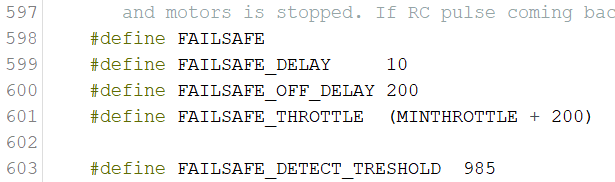 597 and motors is stopped. If RC pulse coming bac
598 #define FAILSAFE
599 #define FAILSAFE_DELAY 10
600 #define FAILSAFE_OFF_DELAY 200
601 #define FAILSAFE_THROTTLE (MINTHROTTLE + 200)
602
603 #define FAILSAFE_DETECT_TRESHOLD 985